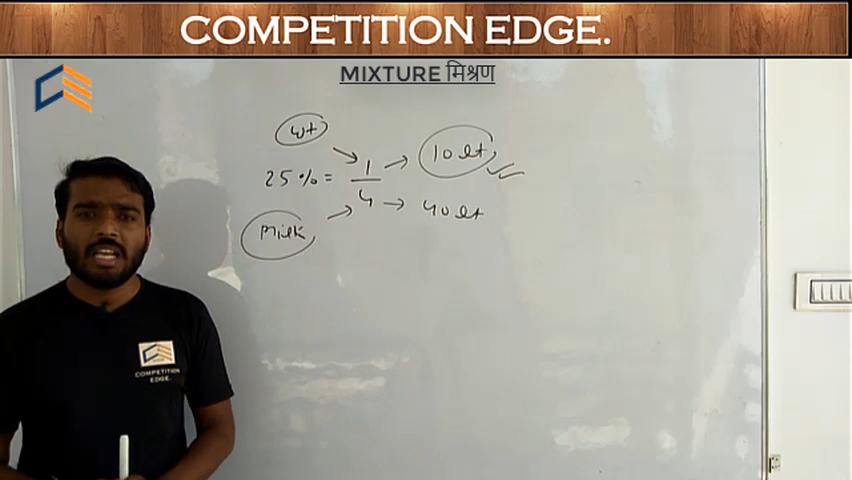 COMPETITION EDGE.
MIXTURE मिश्रण
wt
10 lt
25% = 1/4
40 lt
Milk
COMPETITION
EDGE.